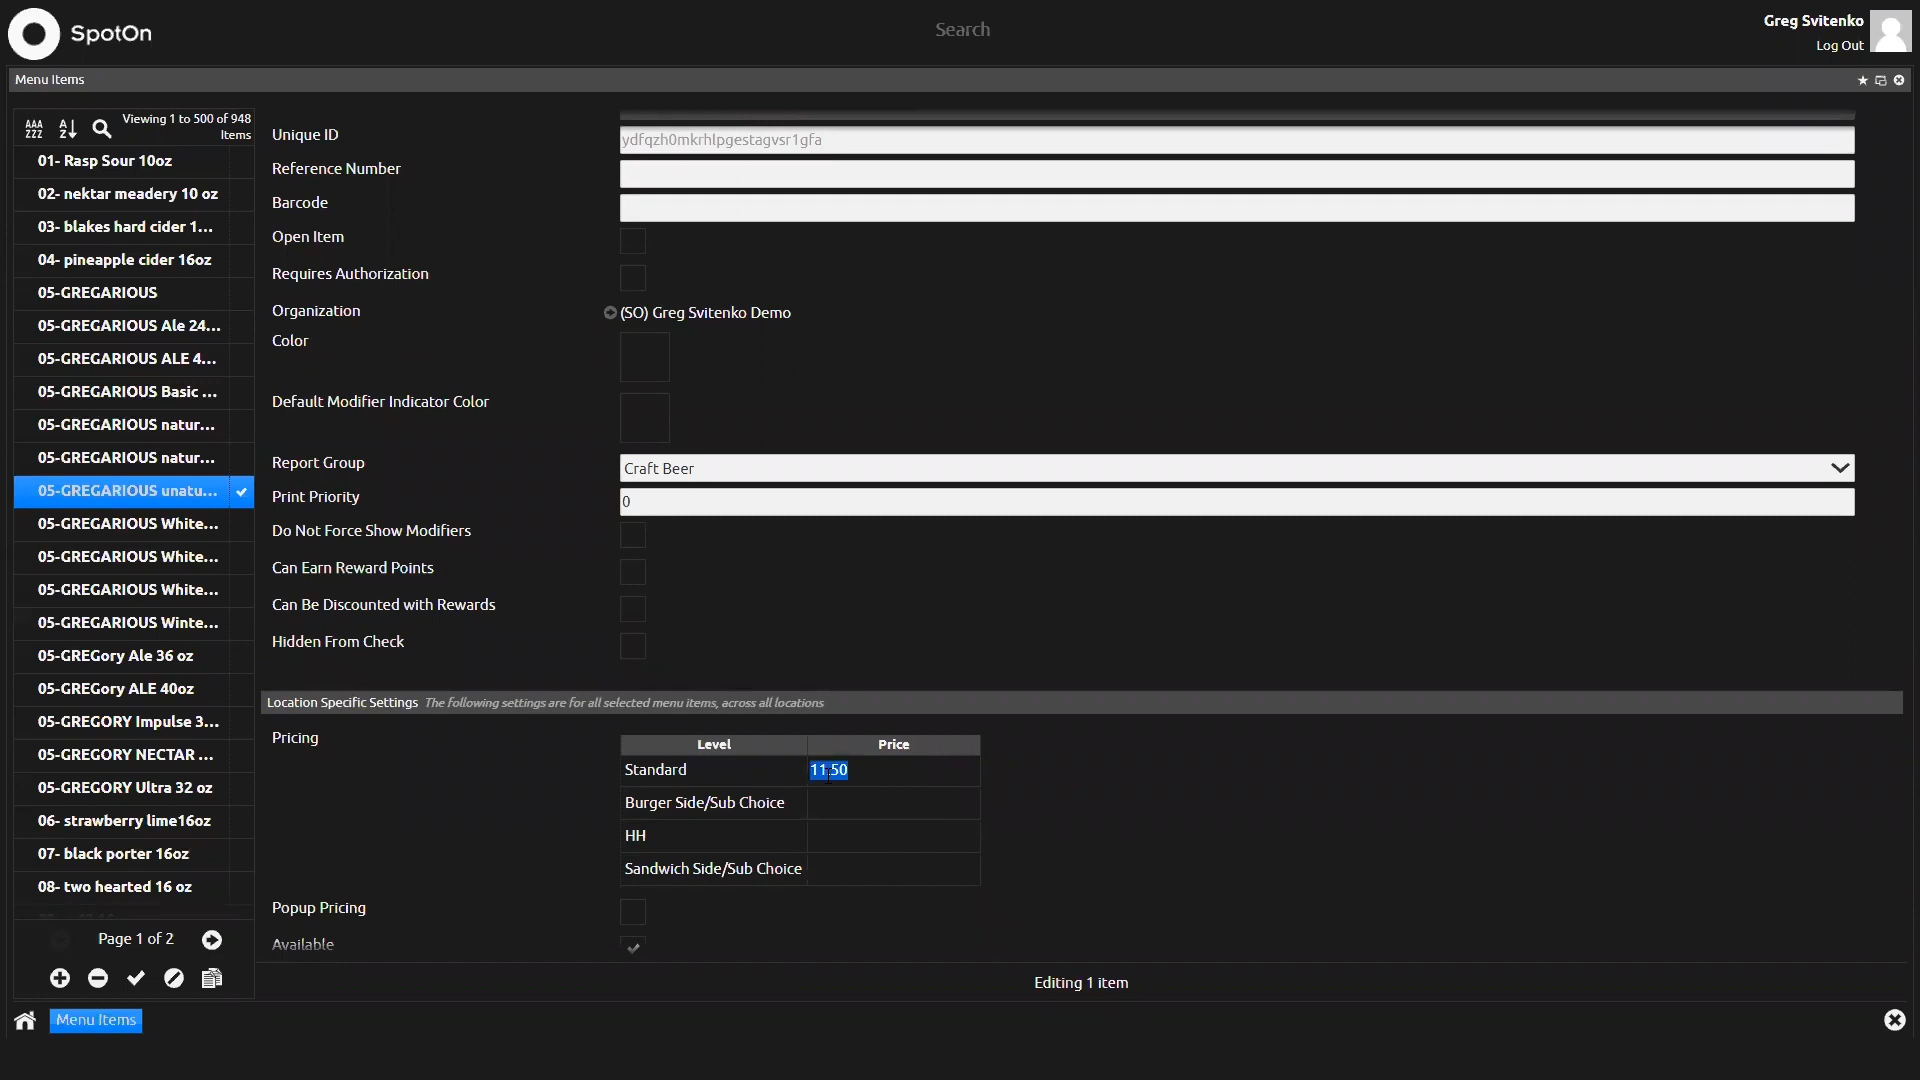 SpotOn
Search
Greg Svitenko
Log Out
Menu Items
AAA
ZZZ
A
Z
Viewing 1 to 500 of 948
Items
01- Rasp Sour 10oz
02- nektar meadery 10 oz
03- blakes hard cider 1...
04- pineapple cider 16oz
05-GREGARIOUS
05-GREGARIOUS Ale 24...
05-GREGARIOUS ALE 4...
05-GREGARIOUS Basic ...
05-GREGARIOUS natur...
05-GREGARIOUS natur...
05-GREGARIOUS unatu...
05-GREGARIOUS White...
05-GREGARIOUS White...
05-GREGARIOUS White...
05-GREGARIOUS Winte...
05-GREGory Ale 36 oz
05-GREGory ALE 40oz
05-GREGORY Impulse 3...
05-GREGORY NECTAR ...
05-GREGORY Ultra 32 oz
06- strawberry lime16oz
07- black porter 16oz
08- two hearted 16 oz
Page 1 of 2
Unique ID
ydfqzh0mkrhlpgestagvsr1gfa
Reference Number
Barcode
Open Item
Requires Authorization
Organization
(SO) Greg Svitenko Demo
Color
Default Modifier Indicator Color
Report Group
Craft Beer
Print Priority
0
Do Not Force Show Modifiers
Can Earn Reward Points
Can Be Discounted with Rewards
Hidden From Check
Location Specific Settings The following settings are for all selected menu items, across all locations
Pricing
Level Price
Standard 11.50
Burger Side/Sub Choice
HH
Sandwich Side/Sub Choice
Popup Pricing
Available
Editing 1 item
Menu Items